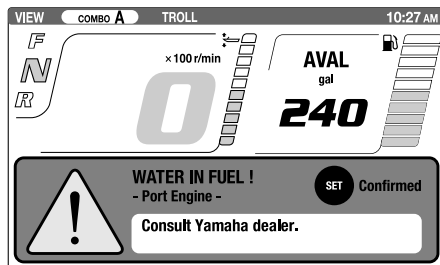 VIEW COMBO A TROLL 10:27 AM
F
N
R
×100 r/min
0
AVAL
gal
240
WATER IN FUEL !
- Port Engine -
SET Confirmed
Consult Yamaha dealer.